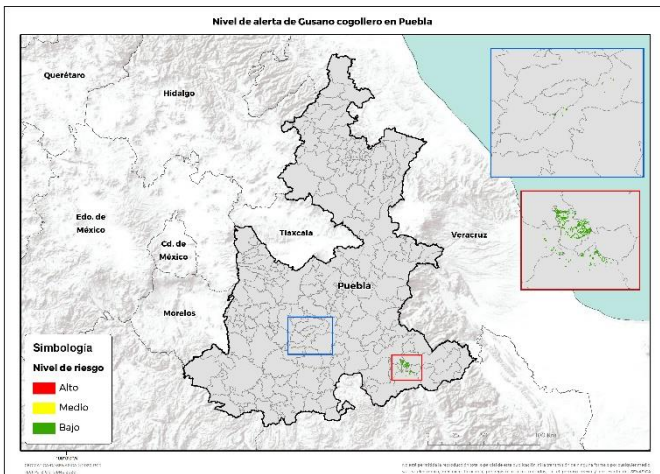 Nivel de alerta de Gusano cogollero en Puebla
Querétaro
Hidalgo
Edo. de
México
Cd. de
México
Tlaxcala
Veracruz
Puebla
Morelos
Simbología
Nivel de riesgo
Alto
Medio
Bajo